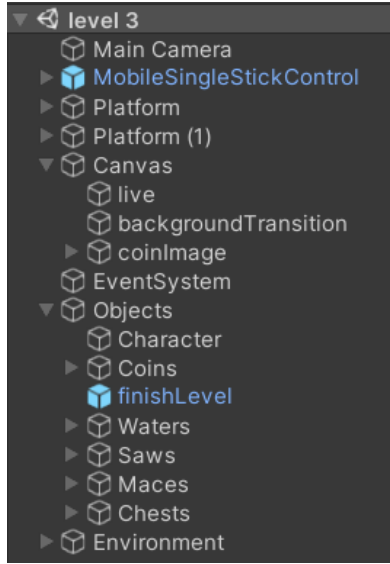 level 3
Main Camera
MobileSingleStickControl
Platform
Platform (1)
Canvas
live
backgroundTransition
coinImage
EventSystem
Objects
Character
Coins
finishLevel
Waters
Saws
Maces
Chests
Environment